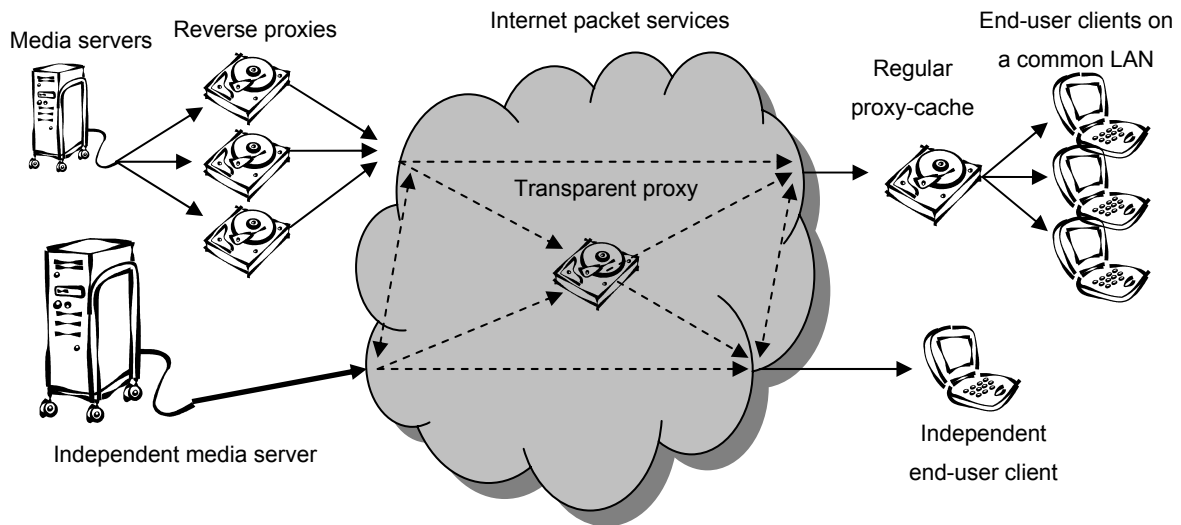 Internet packet services
End-user clients on
a common LAN
Media servers
Reverse proxies
Regular
proxy-cache
Transparent proxy
Independent media server
Independent
end-user client